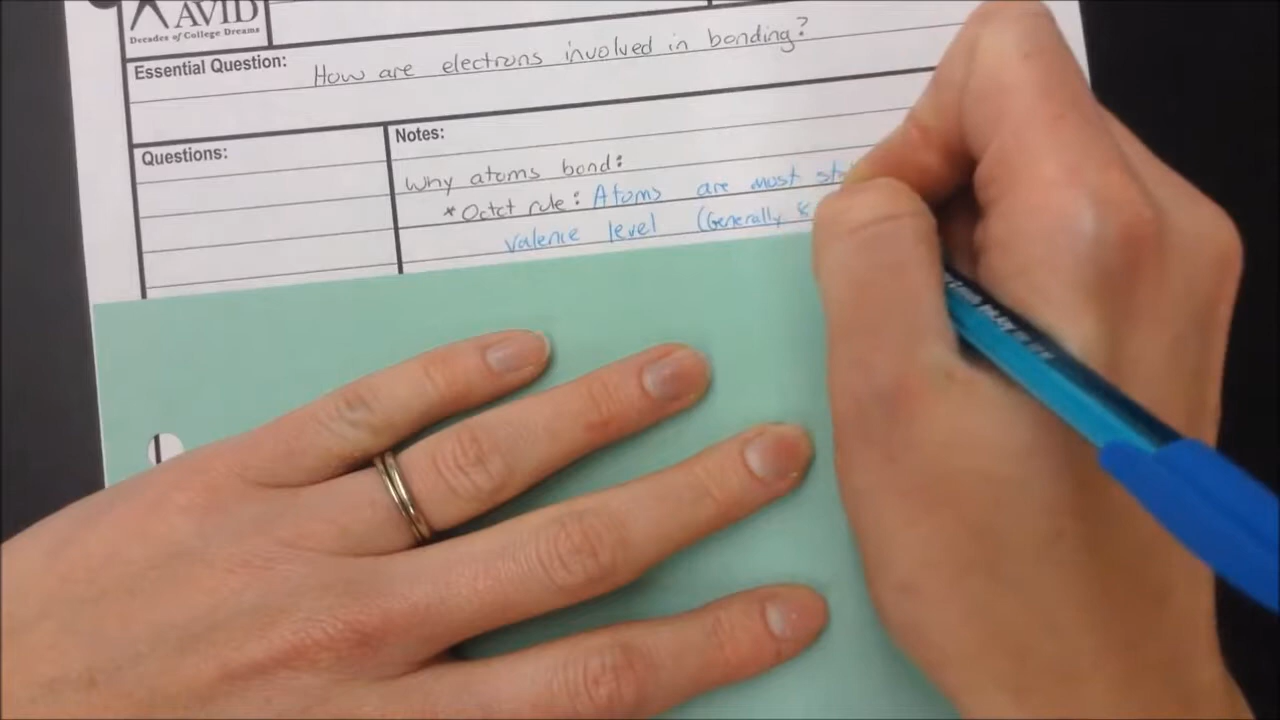 AVID
Decades of College Dreams
Essential Question: How are electrons involved in bonding?
Questions:
Notes:
Why atoms bond:
* Octet rule: Atoms are most
valence level (Generally 8